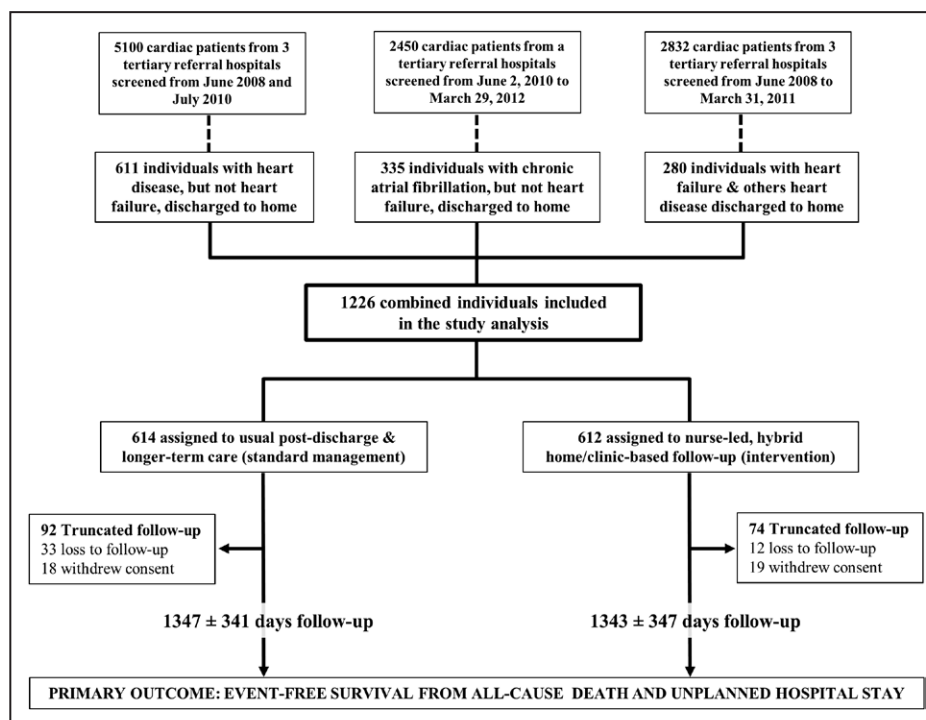 5100 cardiac patients from 3
tertiary referral hospitals
screened from June 2008 and
July 2010
2450 cardiac patients from a
tertiary referral hospitals
screened from June 2, 2010 to
March 29, 2012
2832 cardiac patients from 3
tertiary referral hospitals
screened from June 2008 to
March 31, 2011
611 individuals with heart
disease, but not heart
failure, discharged to home
335 individuals with chronic
atrial fibrillation, but not heart
failure, discharged to home
280 individuals with heart
failure & others heart
disease discharged to home
1226 combined individuals included
in the study analysis
614 assigned to usual post-discharge &
longer-term care (standard management)
612 assigned to nurse-led, hybrid
home/clinic-based follow-up (intervention)
92 Truncated follow-up
33 loss to follow-up
18 withdrew consent
74 Truncated follow-up
12 loss to follow-up
19 withdrew consent
1347 ± 341 days follow-up
1343 ± 347 days follow-up
PRIMARY OUTCOME: EVENT-FREE SURVIVAL FROM ALL-CAUSE DEATH AND UNPLANNED HOSPITAL STAY